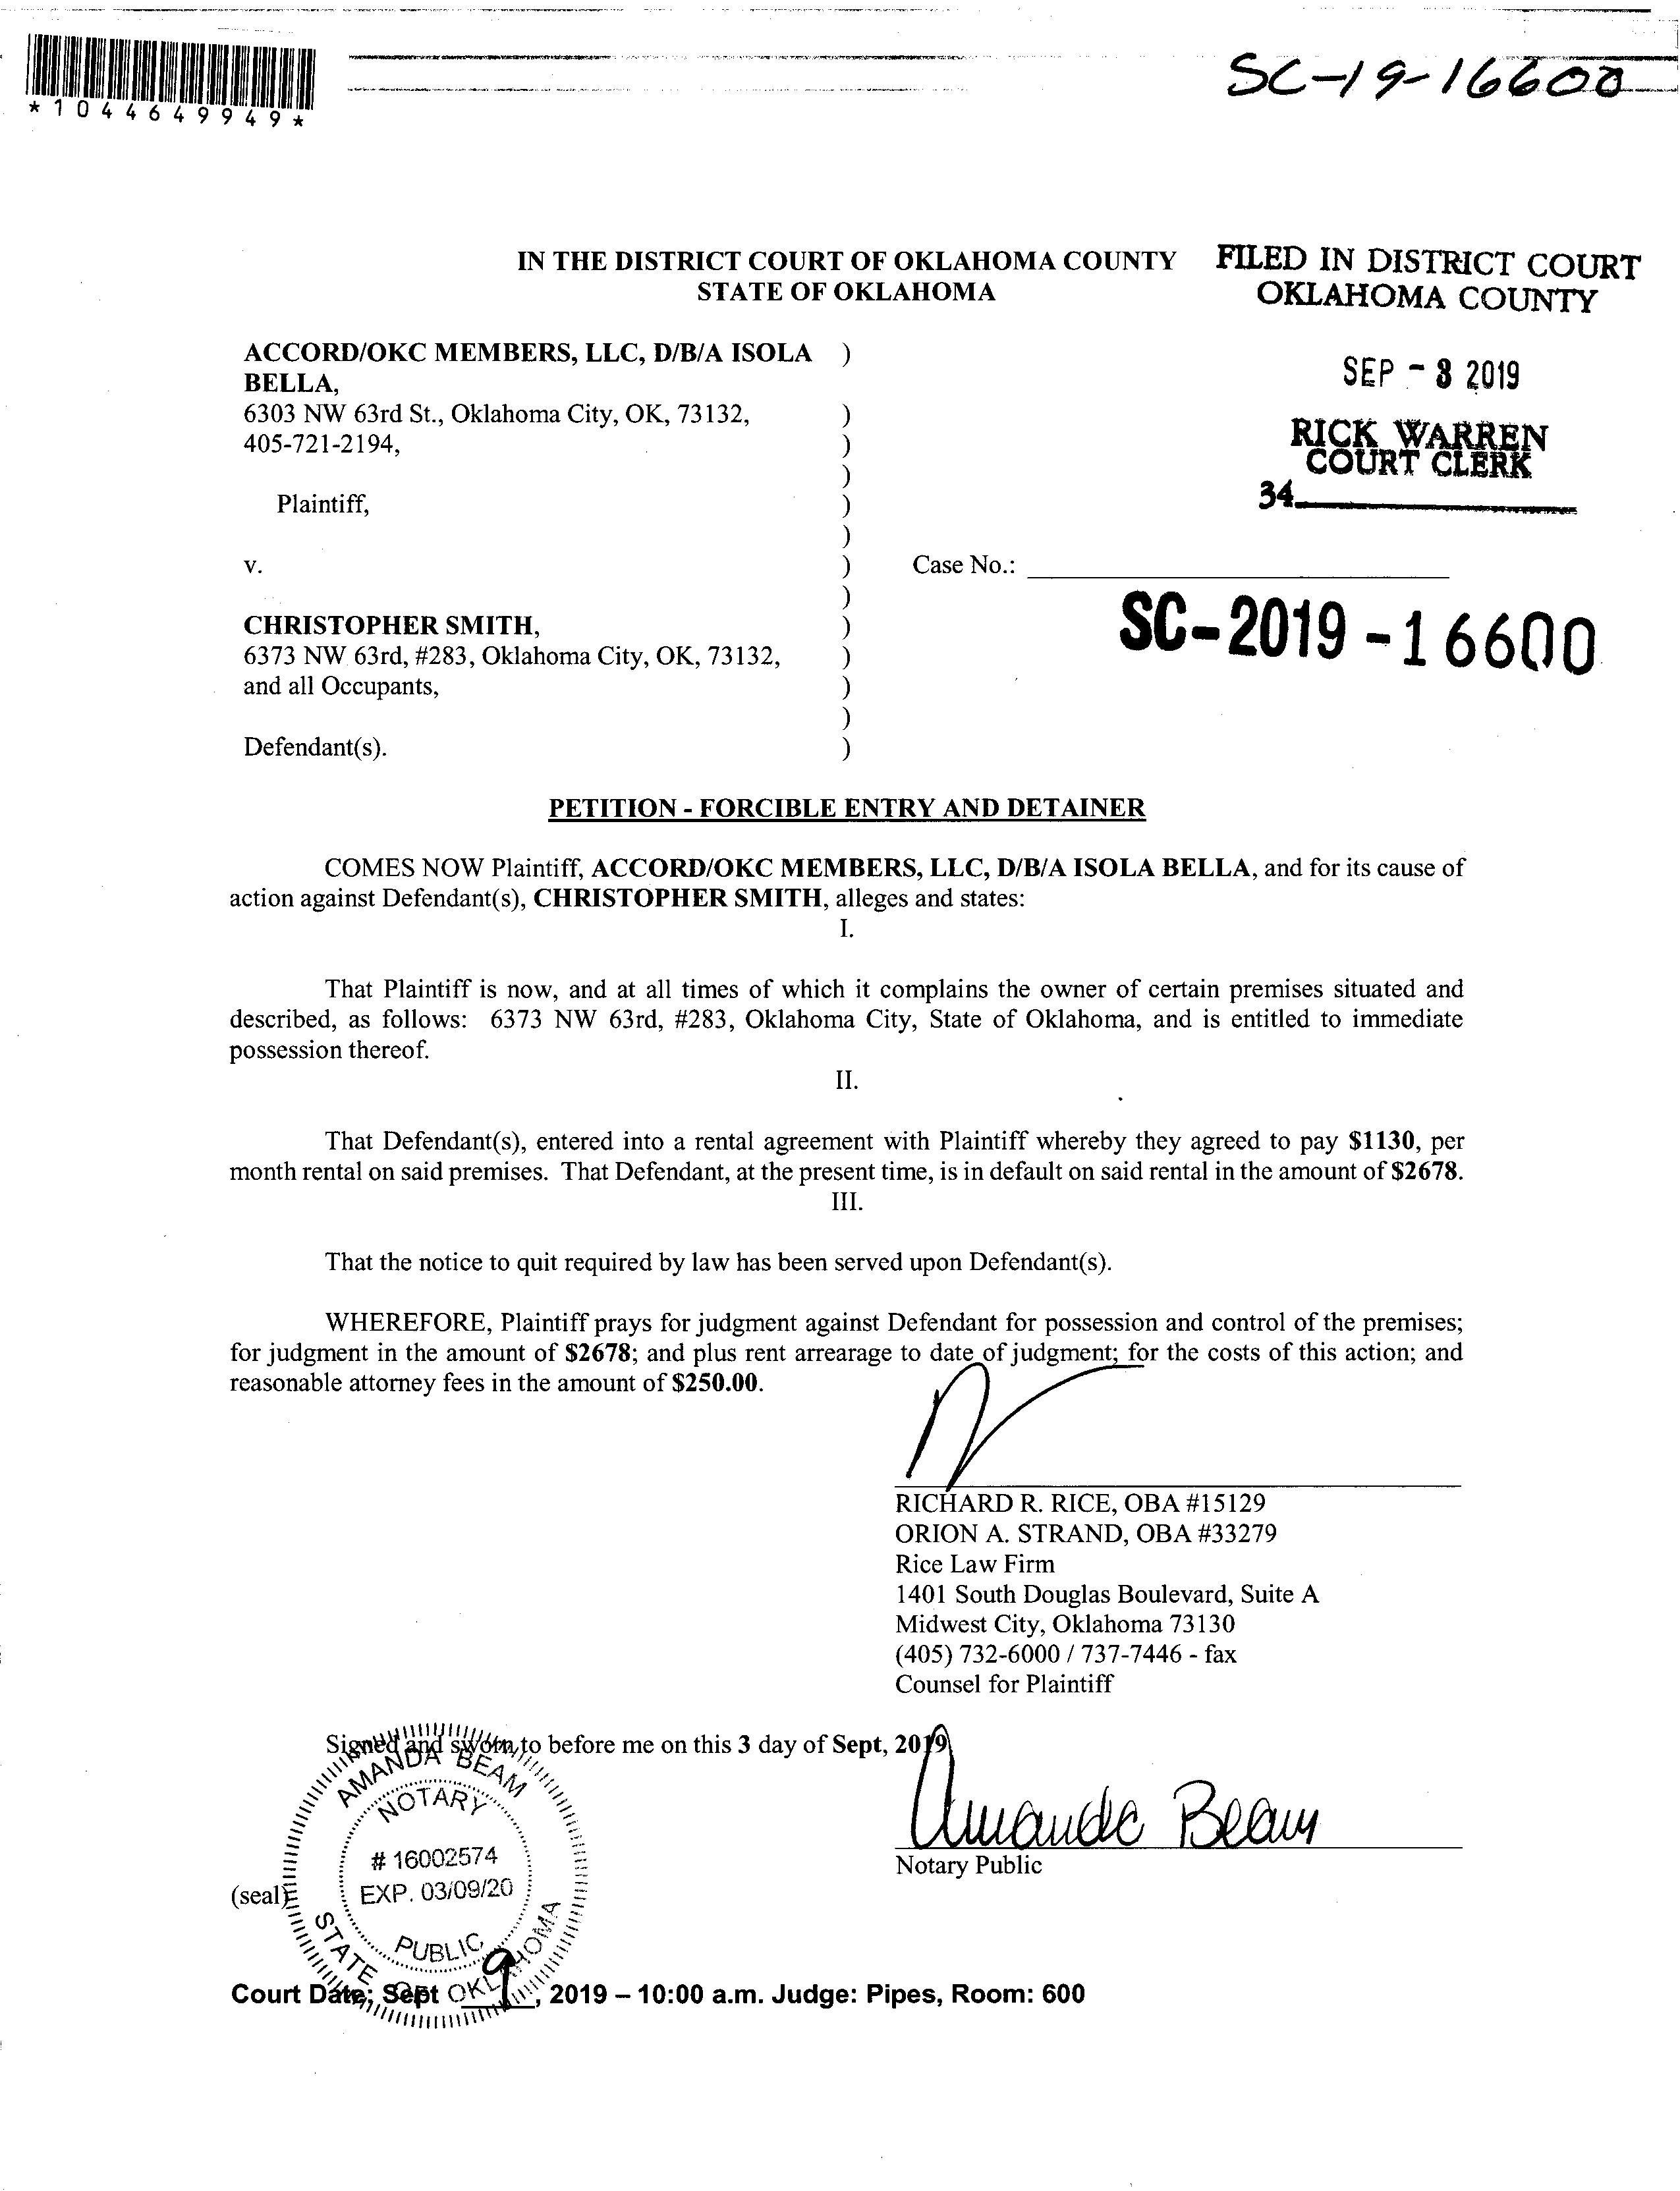 *1044649949*
SC-19-16600
IN THE DISTRICT COURT OF OKLAHOMA COUNTY
STATE OF OKLAHOMA
FILED IN DISTRICT COURT
OKLAHOMA COUNTY
SEP - 3 2019
RICK WARREN
COURT CLERK
34
ACCORD/OKC MEMBERS, LLC, D/B/A ISOLA )
BELLA,
6303 NW 63rd St., Oklahoma City, OK, 73132, )
405-721-2194, )
)
Plaintiff, )
)
v. ) Case No.:
)
SC-2019-16600
CHRISTOPHER SMITH, )
6373 NW 63rd, #283, Oklahoma City, OK, 73132, )
and all Occupants, )
)
Defendant(s). )
PETITION - FORCIBLE ENTRY AND DETAINER
COMES NOW Plaintiff, ACCORD/OKC MEMBERS, LLC, D/B/A ISOLA BELLA, and for its cause of
action against Defendant(s), CHRISTOPHER SMITH, alleges and states:
I.
That Plaintiff is now, and at all times of which it complains the owner of certain premises situated and
described, as follows: 6373 NW 63rd, #283, Oklahoma City, State of Oklahoma, and is entitled to immediate
possession thereof.
II.
That Defendant(s), entered into a rental agreement with Plaintiff whereby they agreed to pay $1130, per
month rental on said premises. That Defendant, at the present time, is in default on said rental in the amount of $2678.
III.
That the notice to quit required by law has been served upon Defendant(s).
WHEREFORE, Plaintiff prays for judgment against Defendant for possession and control of the premises;
for judgment in the amount of $2678; and plus rent arrearage to date of judgment; for the costs of this action; and
reasonable attorney fees in the amount of $250.00.
RICHARD R. RICE, OBA #15129
ORION A. STRAND, OBA #33279
Rice Law Firm
1401 South Douglas Boulevard, Suite A
Midwest City, Oklahoma 73130
(405) 732-6000 / 737-7446 - fax
Counsel for Plaintiff
Signed and sworn to before me on this 3 day of Sept, 2019
Amanda Beam
Notary Public
(seal)
AMANDA BEAM
NOTARY
# 16002574
EXP. 03/09/20
PUBLIC
STATE OF OKLAHOMA
Court Date: Sept 9, 2019 – 10:00 a.m. Judge: Pipes, Room: 600